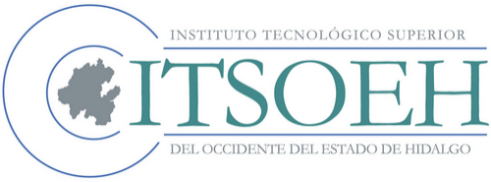 INSTITUTO TECNOLÓGICO SUPERIOR
ITSOEH
DEL OCCIDENTE DEL ESTADO DE HIDALGO